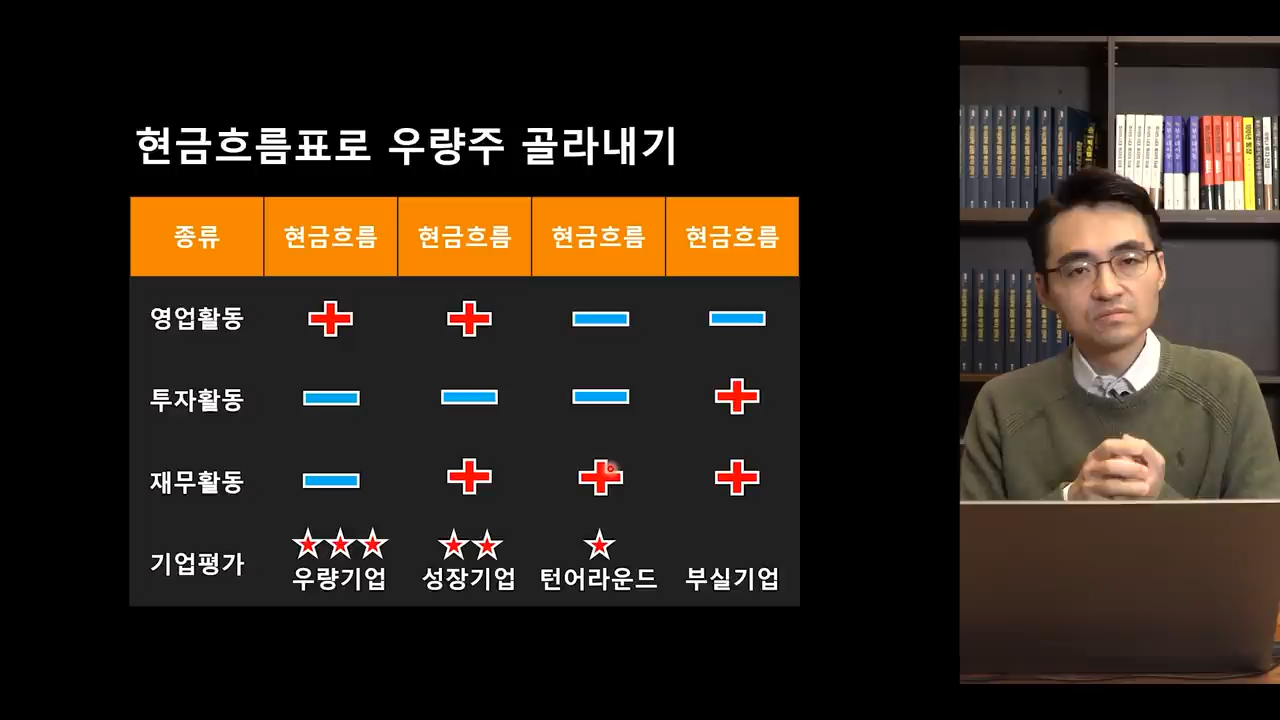 현금흐름표로 우량주 골라내기
종류 현금흐름 현금흐름 현금흐름 현금흐름
영업활동
투자활동
재무활동
기업평가 우량기업 성장기업 턴어라운드 부실기업